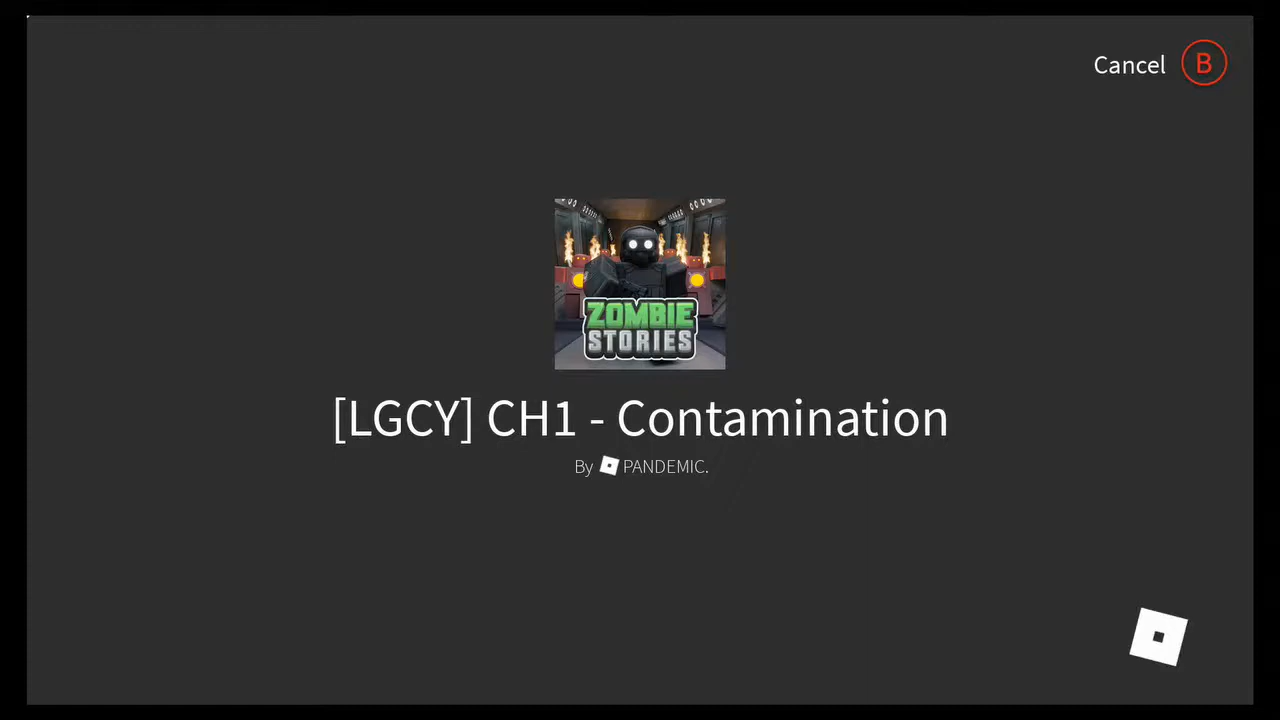 Cancel B
ZOMBIE
STORIES
[LGCY] CH1 - Contamination
By PANDEMIC.